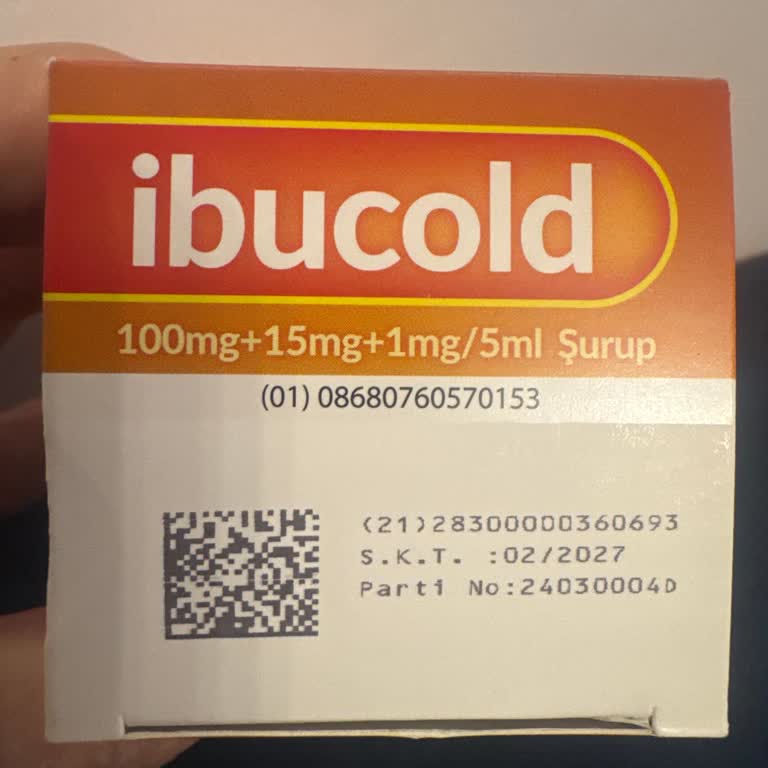 ibucold
100mg+15mg+1mg/5ml Şurup
(01) 08680760570153
(21)28300000360693
S.K.T. :02/2027
Parti No:24030004D